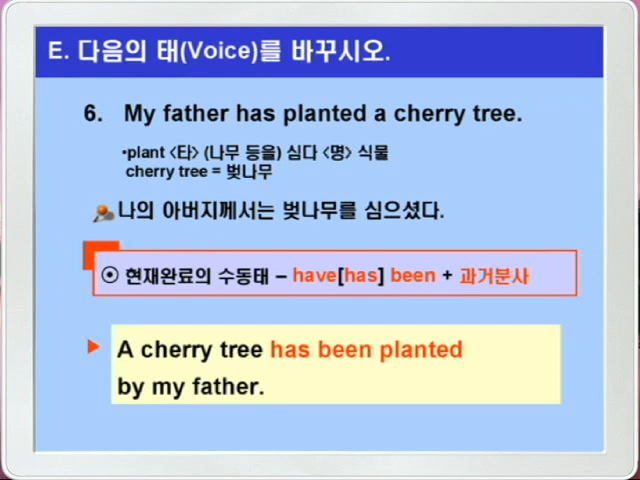 E. 다음의 태(Voice)를 바꾸시오.
6. My father has planted a cherry tree.
•plant <타> (나무 등을) 심다 <명> 식물
cherry tree = 벚나무
나의 아버지께서는 벚나무를 심으셨다.
⊙ 현재완료의 수동태 – have[has] been + 과거분사
▶ A cherry tree has been planted
by my father.